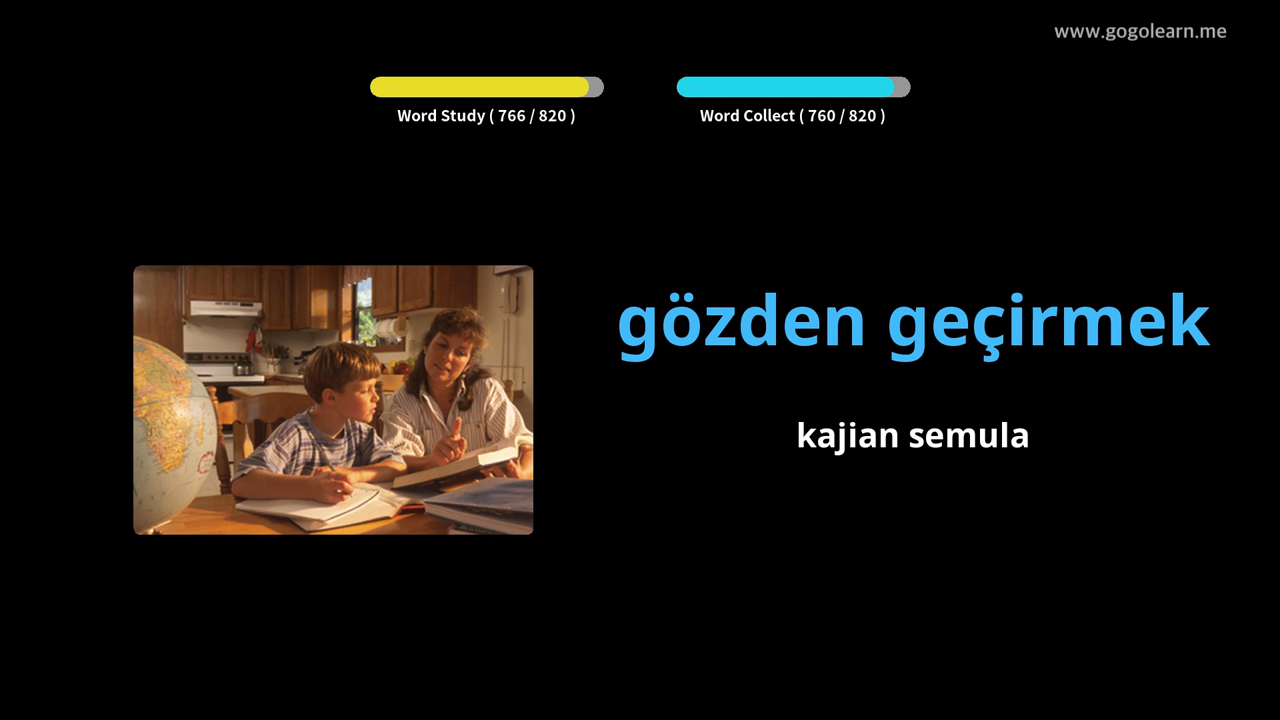 www.gogolearn.me
Word Study ( 766 / 820 )
Word Collect ( 760 / 820 )
gözden geçirmek
kajian semula